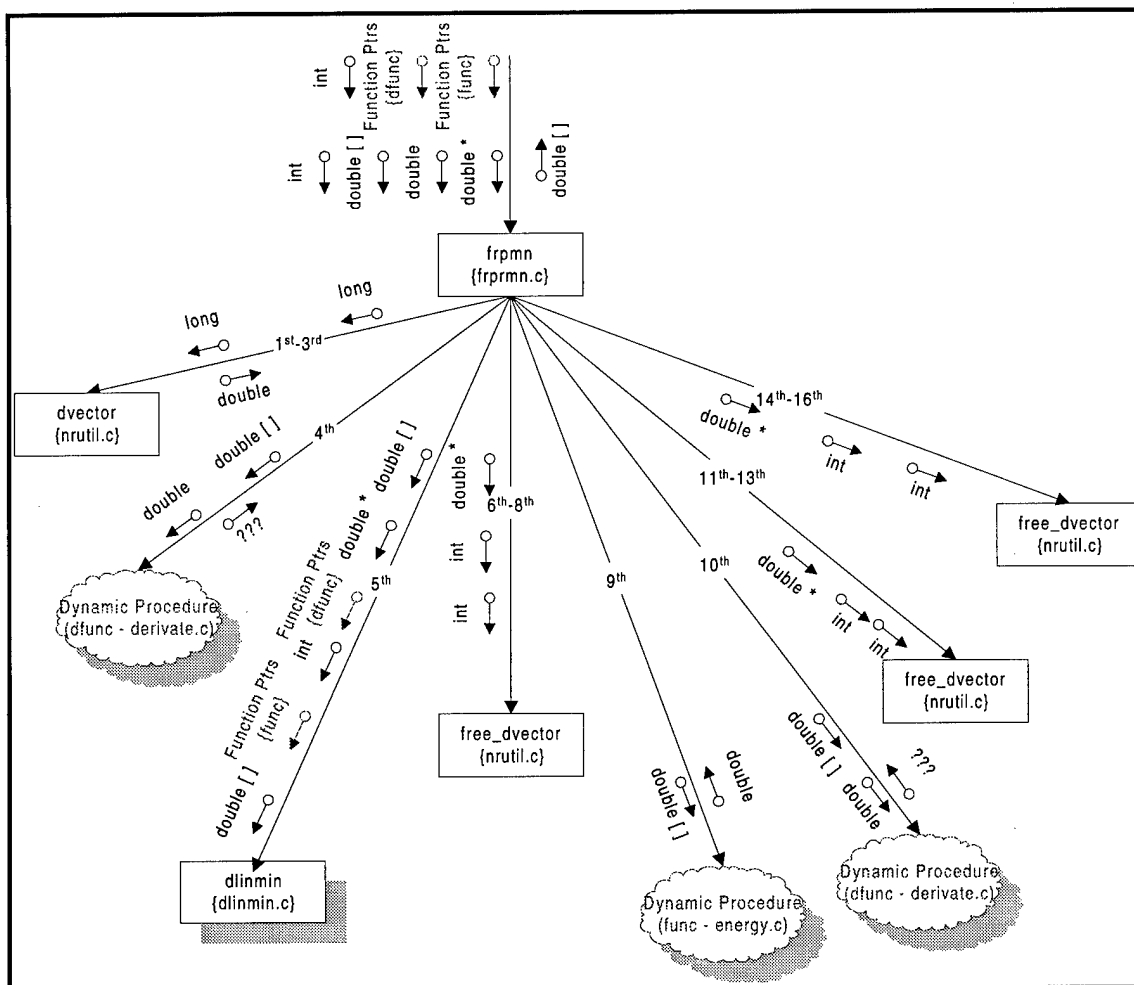 int
Function Ptrs
{dfunc}
Function Ptrs
{func}
int
double [ ]
double
double *
double [ ]
frpmn
{frprmn.c}
long
long
1st-3rd
double
dvector
{nrutil.c}
double [ ]
4th
double
???
Dynamic Procedure
(dfunc - derivate.c)
double [ ]
double *
Function Ptrs
{dfunc}
5th
int
Function Ptrs
{func}
double [ ]
dlinmin
{dlinmin.c}
double *
6th-8th
int
int
free_dvector
{nrutil.c}
9th
double [ ]
double
Dynamic Procedure
(func - energy.c)
10th
double [ ]
double
???
Dynamic Procedure
(dfunc - derivate.c)
11th-13th
double *
int
int
free_dvector
{nrutil.c}
14th-16th
double *
int
int
free_dvector
{nrutil.c}